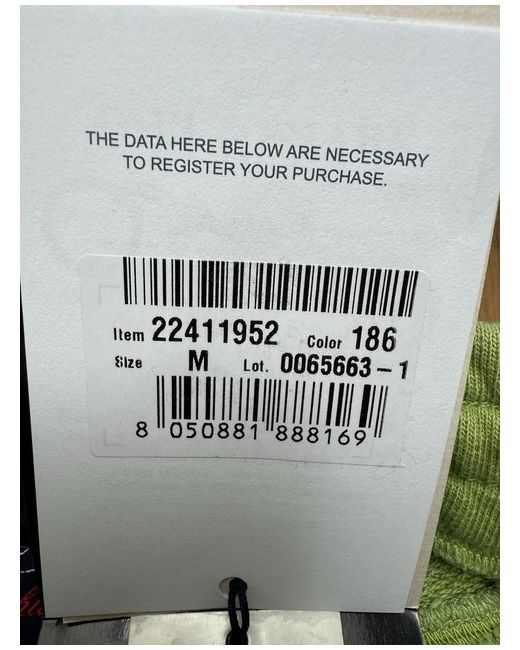 THE DATA HERE BELOW ARE NECESSARY
TO REGISTER YOUR PURCHASE.
Item 22411952 Color 186
Size M Lot. 0065663-1
8 050881 888169